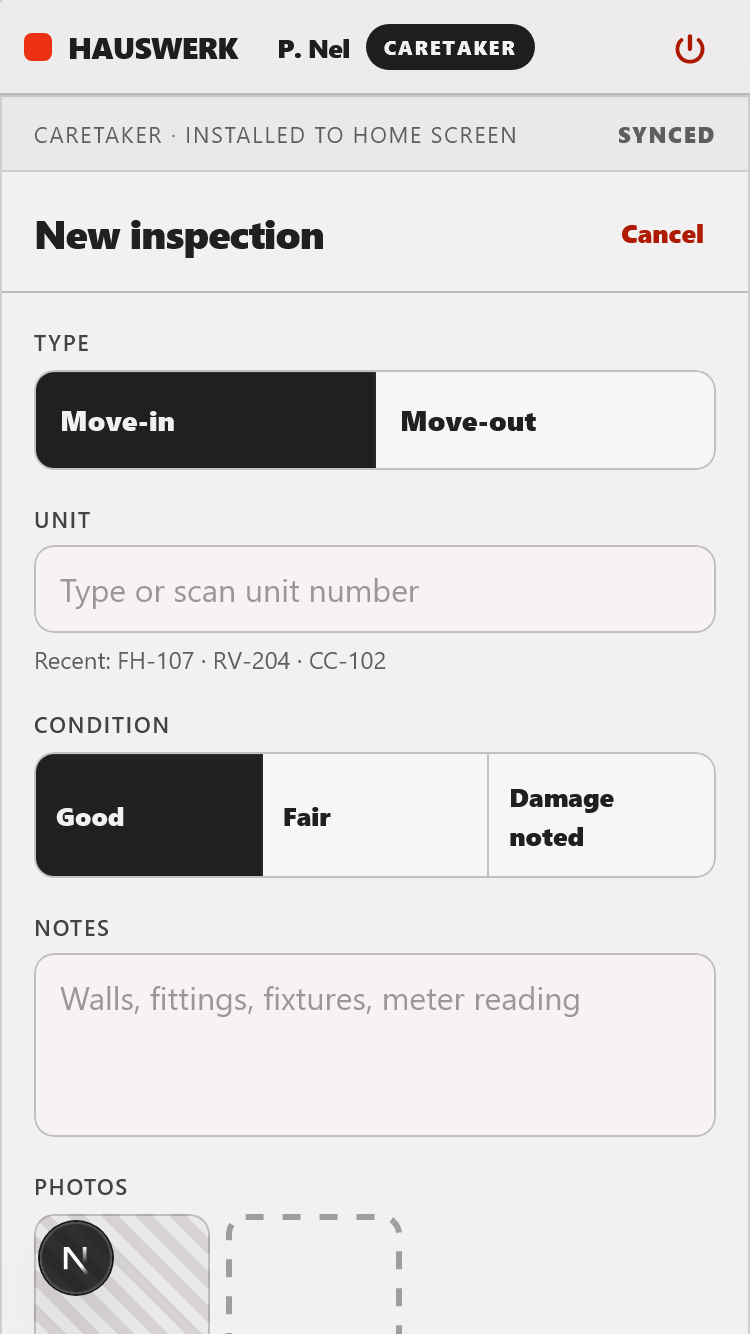 HAUSWERK P. Nel CARETAKER
CARETAKER · INSTALLED TO HOME SCREEN SYNCED
New inspection Cancel
TYPE
Move-in Move-out
UNIT
Type or scan unit number
Recent: FH-107 · RV-204 · CC-102
CONDITION
Good Fair Damage
noted
NOTES
Walls, fittings, fixtures, meter reading
PHOTOS
N